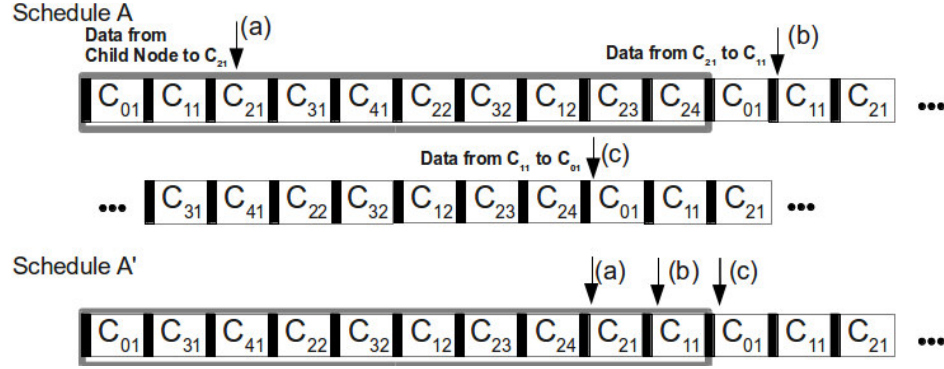 Schedule A
Data from
Child Node to C₂₁
(a)
Data from C₂₁ to C₁₁
(b)
C₀₁ C₁₁ C₂₁ C₃₁ C₄₁ C₂₂ C₃₂ C₁₂ C₂₃ C₂₄ C₀₁ C₁₁ C₂₁ •••
Data from C₁₁ to C₀₁
(c)
••• C₃₁ C₄₁ C₂₂ C₃₂ C₁₂ C₂₃ C₂₄ C₀₁ C₁₁ C₂₁ •••
Schedule A'
(a) (b) (c)
C₀₁ C₃₁ C₄₁ C₂₂ C₃₂ C₁₂ C₂₃ C₂₄ C₂₁ C₁₁ C₀₁ C₁₁ C₂₁ •••